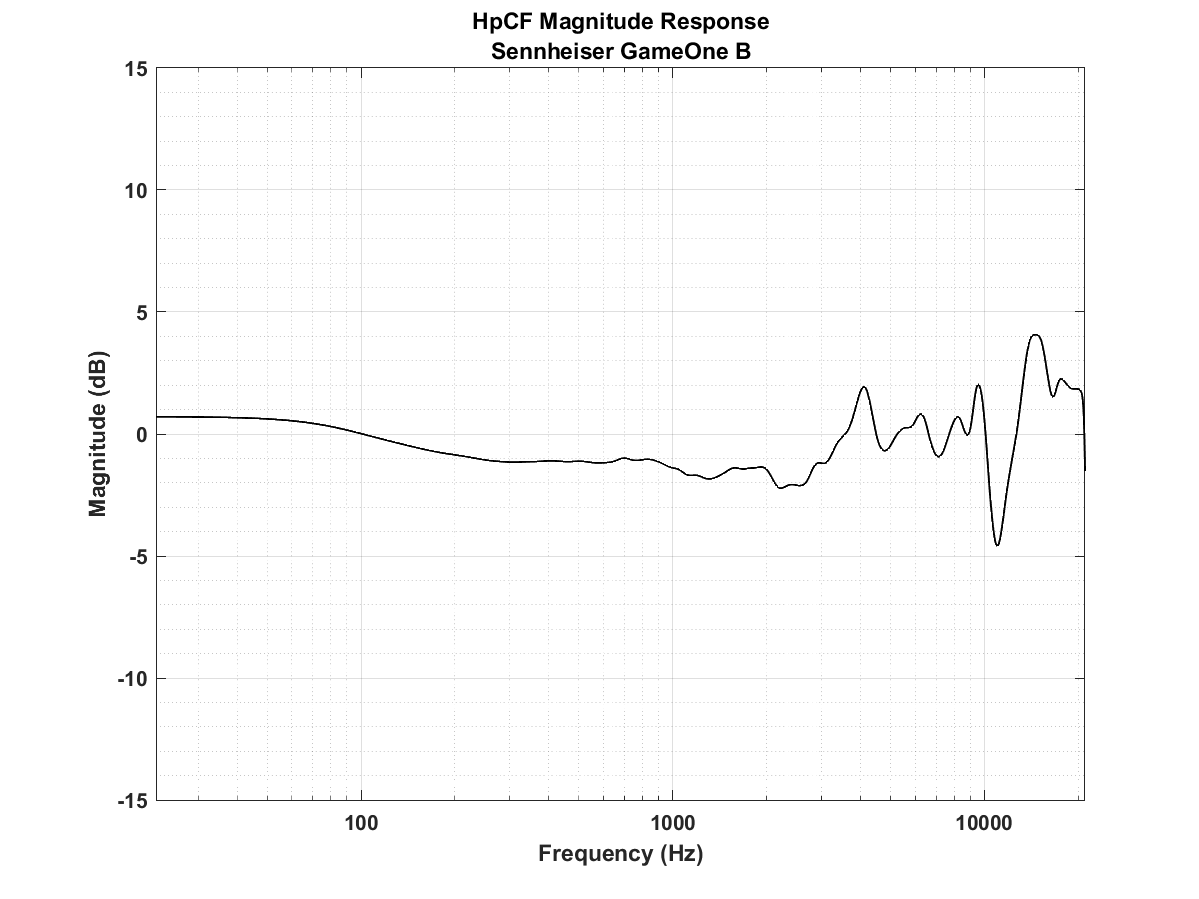 HpCF Magnitude Response
Sennheiser GameOne B
15
10
5
0
-5
-10
-15
Magnitude (dB)
100
1000
10000
Frequency (Hz)